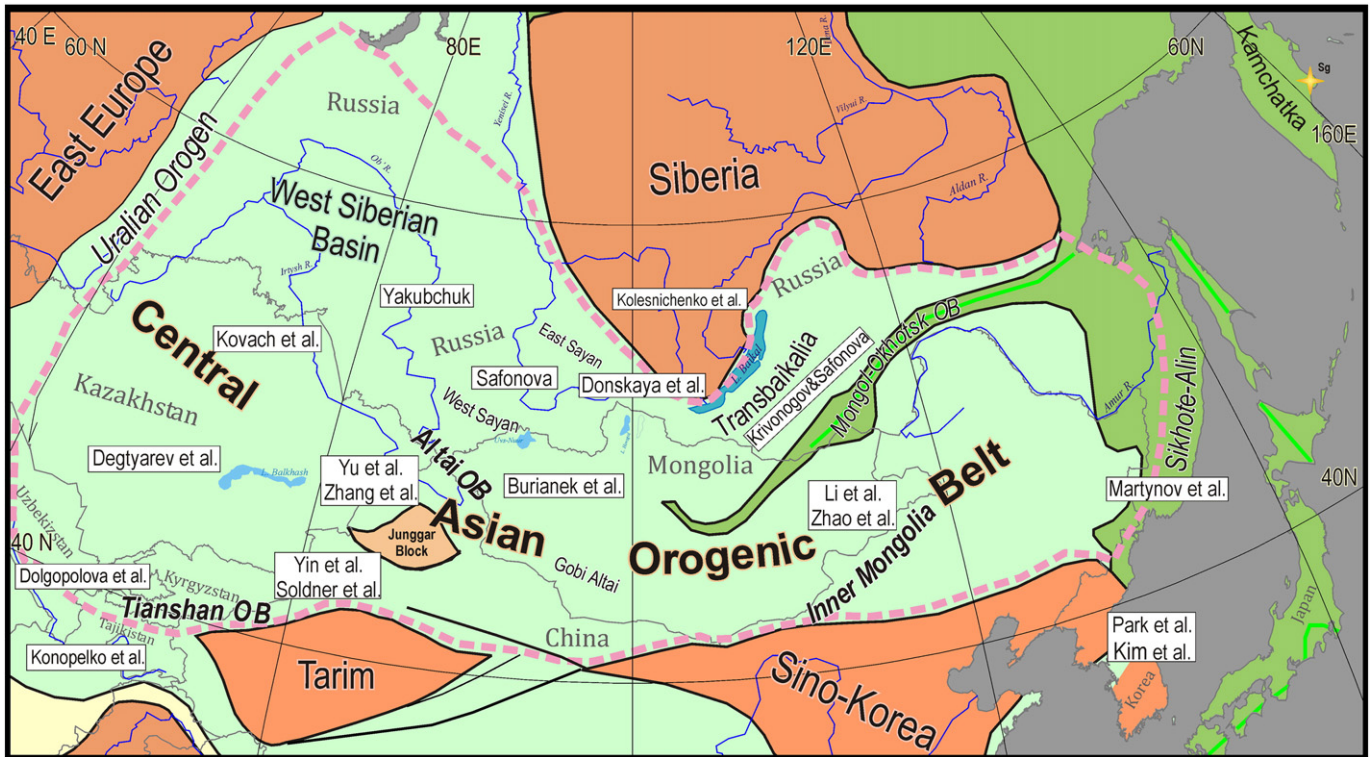 40 E
60 N
80E
120E
60N
Kamchatka
Sg
160E
East Europe
Uralian-Orogen
Russia
Yenisei R.
Vilyui R.
Siberia
Aldan R.
West Siberian
Basin
Irtysh R.
Yakubchuk
Kolesnichenko et al.
Russia
Central
Kovach et al.
Russia
East Sayan
L. Baikal
Transbaikalia
Krivonogov&Safonova
Mongol-Okhotsk OB
Amur R.
Sikhote-Alin
Kazakhstan
Safonova
Donskaya et al.
West Sayan
Altai OB
Mongolia
Degtyarev et al.
L. Balkhash
Yu et al.
Zhang et al.
Burianek et al.
Li et al.
Zhao et al.
Belt
Martynov et al.
40N
Uzbekizstan
Asian
Junggar
Block
Orogenic
Inner Mongolia
40 N
Dolgopolova et al.
Kyrgyzstan
Yin et al.
Soldner et al.
Gobi Altai
Tianshan OB
Tajikistan
China
Japan
Konopelko et al.
Tarim
Sino-Korea
Park et al.
Kim et al.
Korea